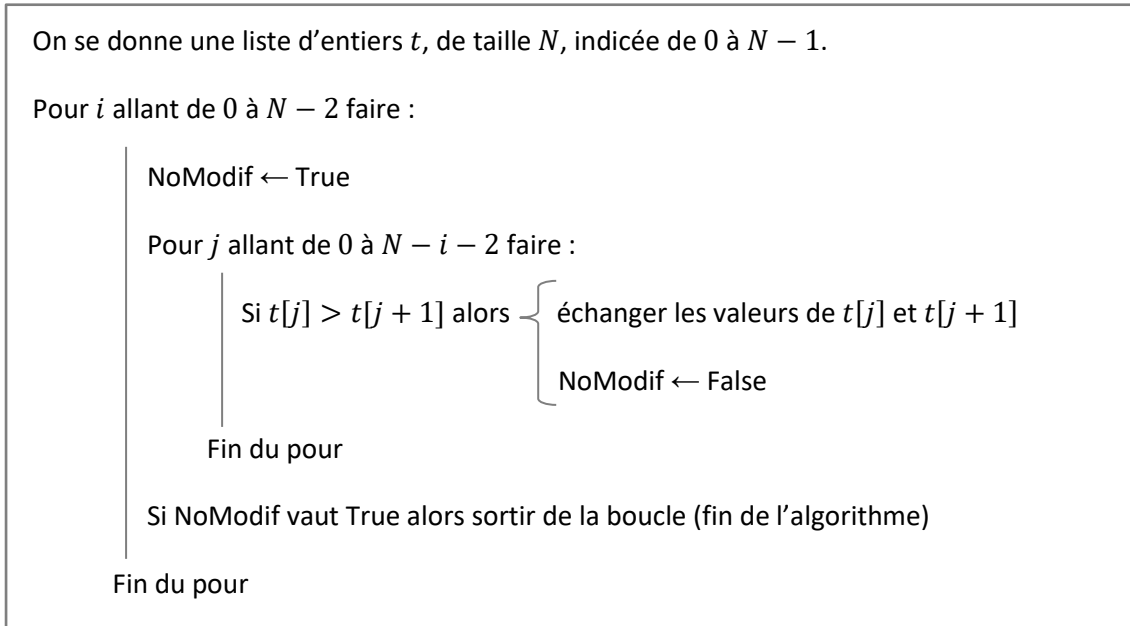 On se donne une liste d’entiers t, de taille N, indicée de 0 à N − 1.
Pour i allant de 0 à N − 2 faire :
NoModif ← True
Pour j allant de 0 à N − i − 2 faire :
Si t[j] > t[j + 1] alors { échanger les valeurs de t[j] et t[j + 1]
NoModif ← False
Fin du pour
Si NoModif vaut True alors sortir de la boucle (fin de l’algorithme)
Fin du pour